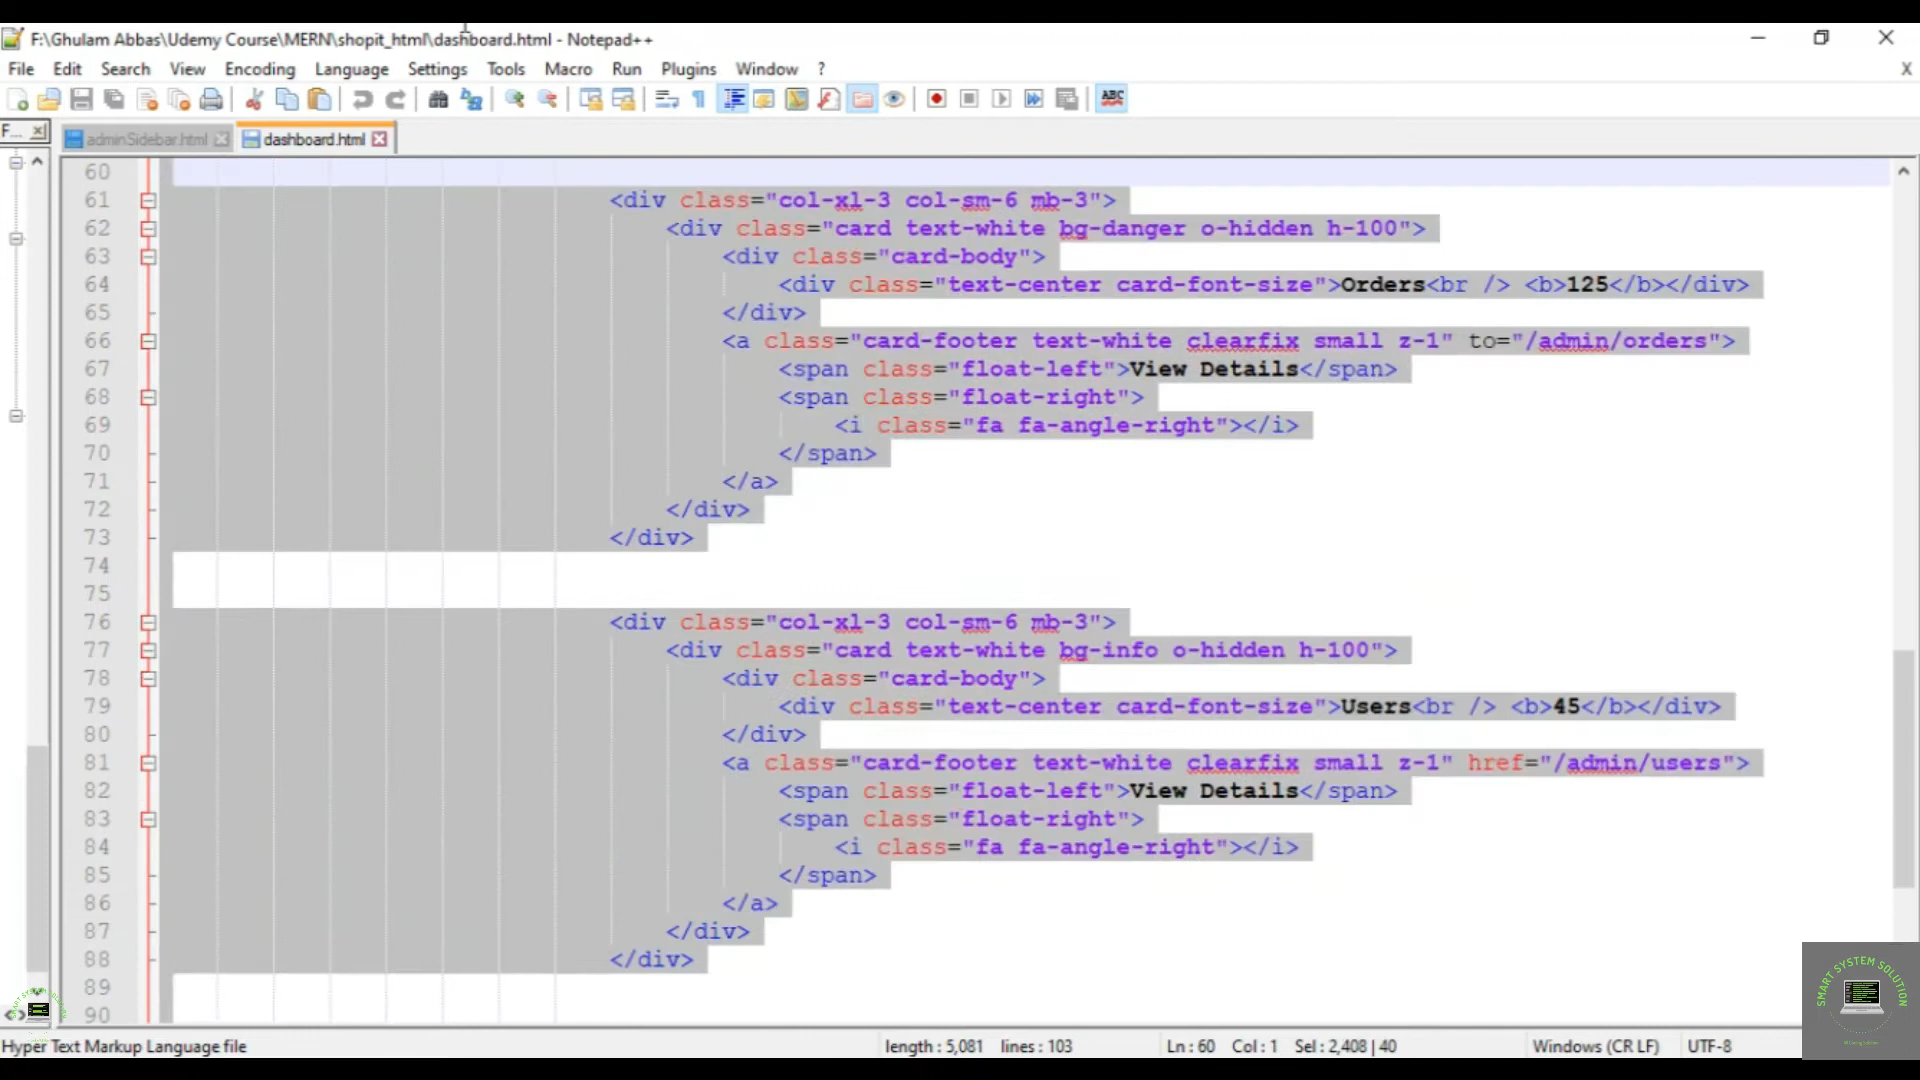 F:\Ghulam Abbas\Udemy Course\MERN\shopit_html\dashboard.html - Notepad++
File Edit Search View Encoding Language Settings Tools Macro Run Plugins Window ? X
ABC
F... adminSidebar.html dashboard.html
60
61 <div class="col-xl-3 col-sm-6 mb-3">
62 <div class="card text-white bg-danger o-hidden h-100">
63 <div class="card-body">
64 <div class="text-center card-font-size">Orders<br /> <b>125</b></div>
65 </div>
66 <a class="card-footer text-white clearfix small z-1" to="/admin/orders">
67 <span class="float-left">View Details</span>
68 <span class="float-right">
69 <i class="fa fa-angle-right"></i>
70 </span>
71 </a>
72 </div>
73 </div>
74
75
76 <div class="col-xl-3 col-sm-6 mb-3">
77 <div class="card text-white bg-info o-hidden h-100">
78 <div class="card-body">
79 <div class="text-center card-font-size">Users<br /> <b>45</b></div>
80 </div>
81 <a class="card-footer text-white clearfix small z-1" href="/admin/users">
82 <span class="float-left">View Details</span>
83 <span class="float-right">
84 <i class="fa fa-angle-right"></i>
85 </span>
86 </a>
87 </div>
88 </div>
89
90
SMART SYSTEM SOLUTION
Hyper Text Markup Language file length : 5,081 lines : 103 Ln : 60 Col : 1 Sel : 2,408 | 40 Windows (CR LF) UTF-8